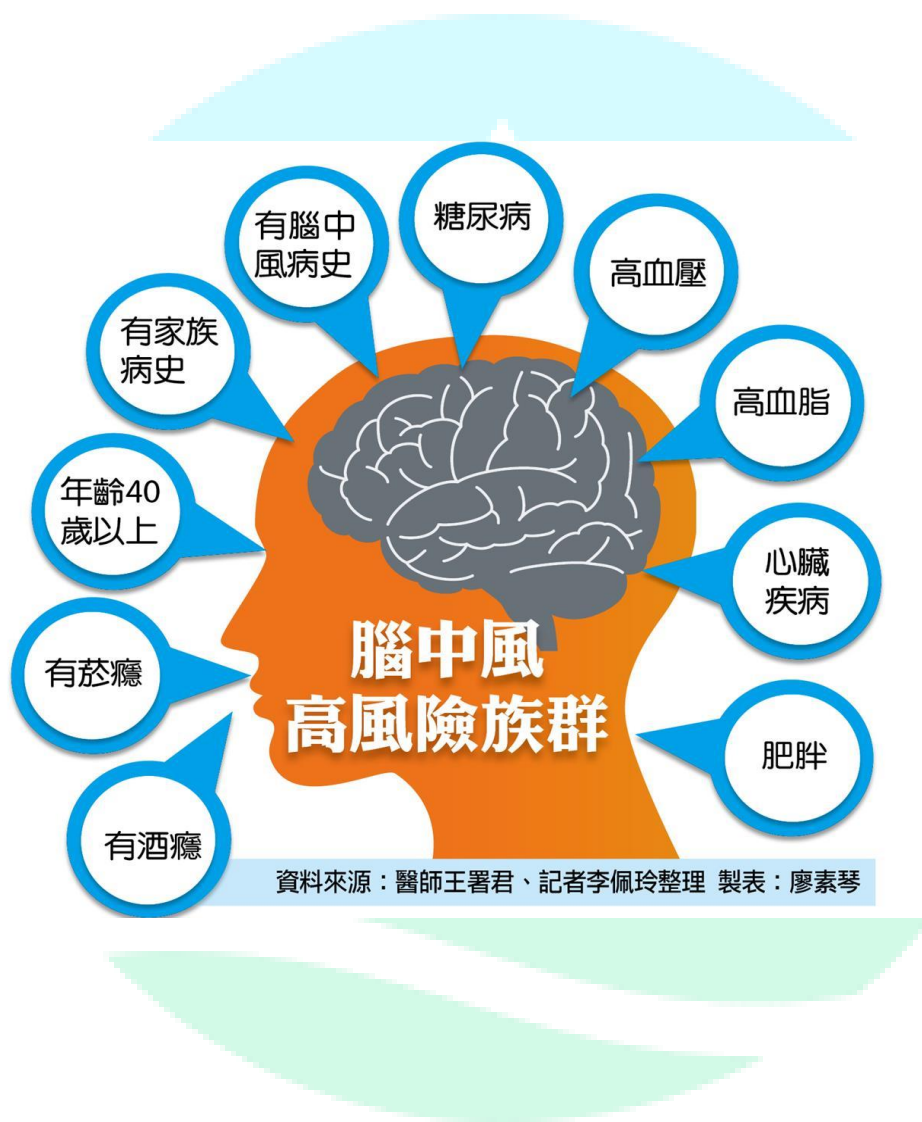 糖尿病
有腦中
風病史
高血壓
有家族
病史
高血脂
年齡40
歲以上
心臟
疾病
有菸癮
肥胖
有酒癮
腦中風
高風險族群
資料來源：醫師王署君、記者李佩玲整理 製表：廖素琴